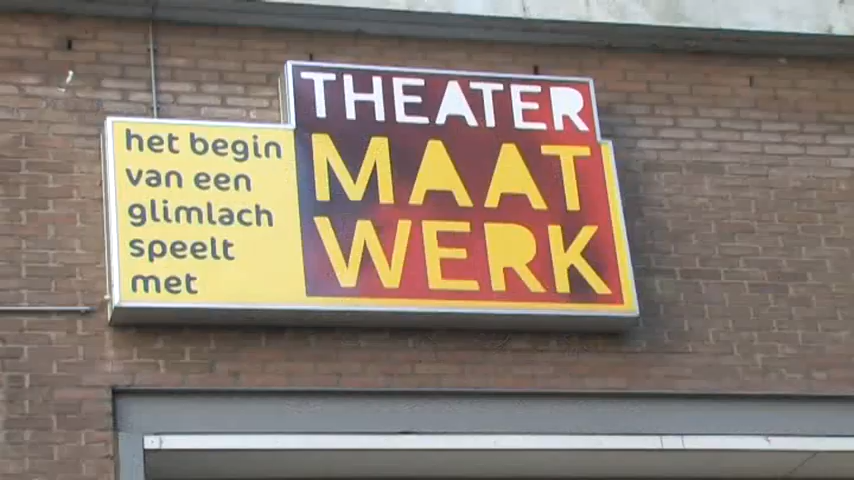 THEATER
MAAT
WERK
het begin
van een
glimlach
speelt
met